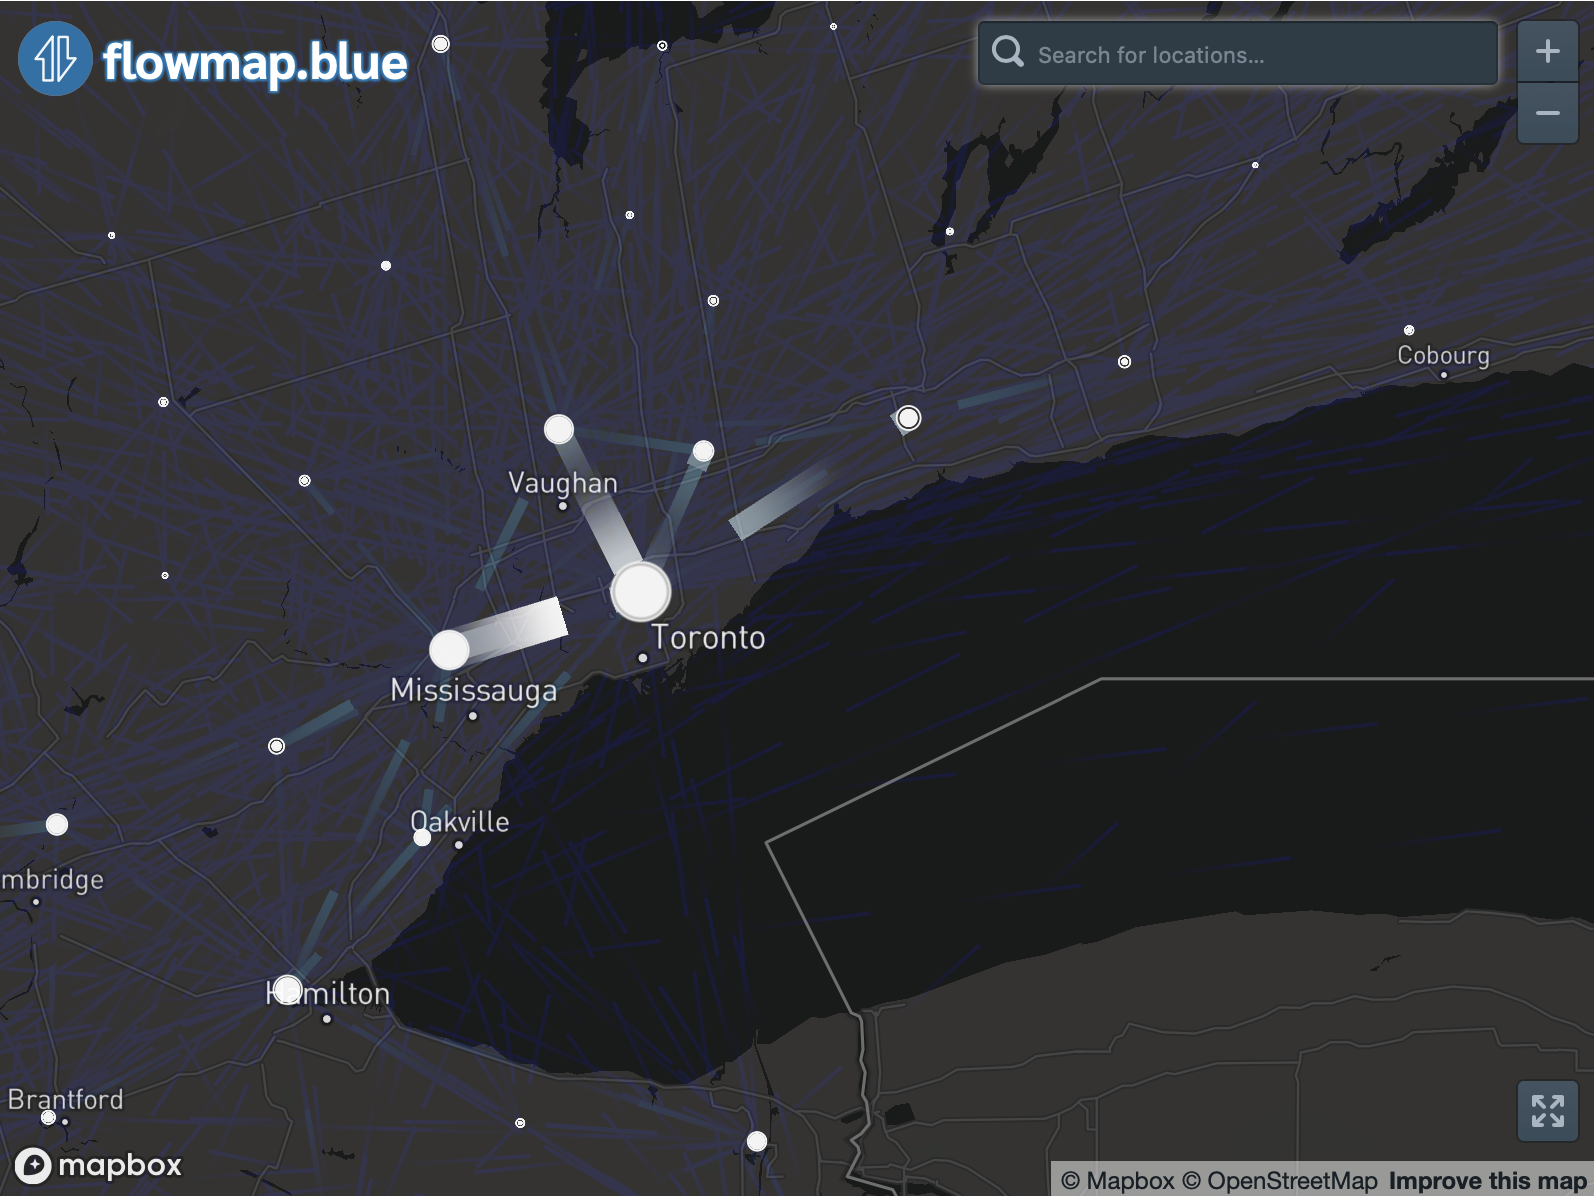 flowmap.blue
Search for locations...
+
−
Cobourg
Vaughan
Toronto
Mississauga
Oakville
mbridge
Hamilton
Brantford
mapbox
© Mapbox © OpenStreetMap Improve this map